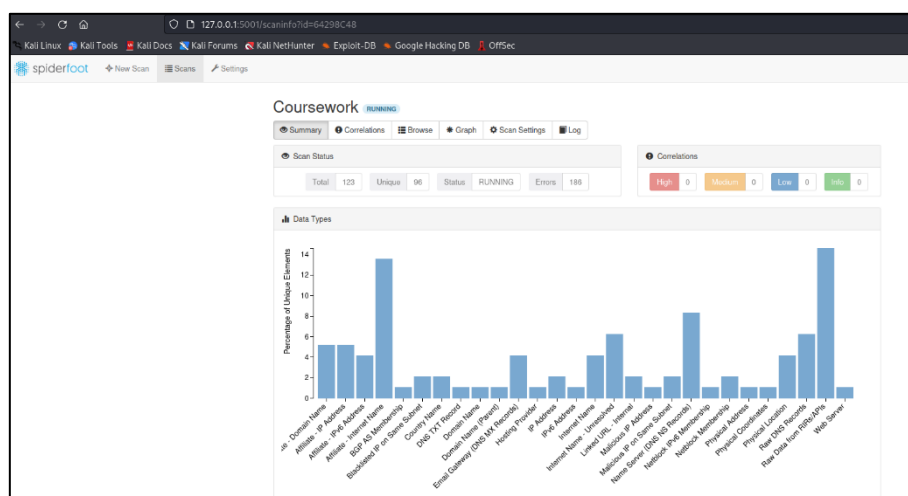 127.0.0.1:5001/scaninfo?id=64298C48
Kali Linux Kali Tools Kali Docs Kali Forums Kali NetHunter Exploit-DB Google Hacking DB OffSec
spiderfoot New Scan Scans Settings
Coursework RUNNING
Summary Correlations Browse Graph Scan Settings Log
Scan Status
Total 123 Unique 96 Status RUNNING Errors 186
Correlations
High 0 Medium 0 Low 0 Info 0
Data Types
Percentage of Unique Elements
14
12
10
8
6
4
2
0
- Domain Name
Affiliate - IP Address
Affiliate - IPv6 Address
Affiliate - Internet Name
BGP AS Membership
Blacklisted IP on Same Subnet
Country Name
DNS TXT Record
Domain Name
Domain Name (Parent)
Email Gateway (DNS MX Records)
Hosting Provider
IP Address
IPv6 Address
Internet Name
Internet Name - Unresolved
Linked URL - Internal
Malicious IP Address
Malicious IP on Same Subnet
Name Server (DNS NS Records)
Netblock IPv6 Membership
Netblock Membership
Physical Address
Physical Coordinates
Physical Location
Raw DNS Records
Raw Data from RIRs/APIs
Web Server